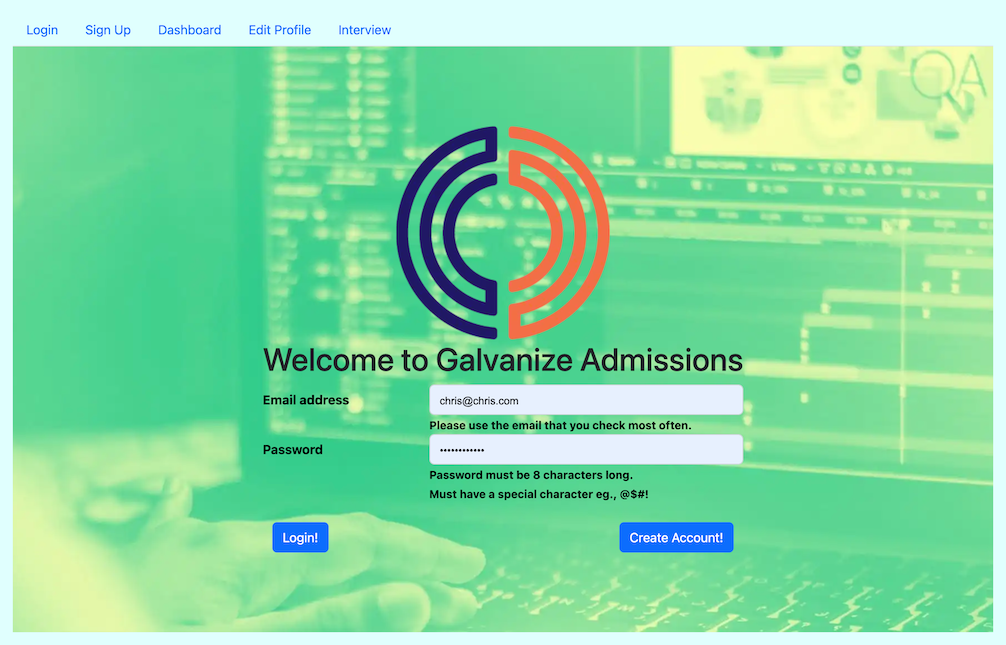 Login Sign Up Dashboard Edit Profile Interview
QA
Welcome to Galvanize Admissions
Email address chris@chris.com
Please use the email that you check most often.
Password ••••••••••••
Password must be 8 characters long.
Must have a special character eg., @$#!
Login! Create Account!